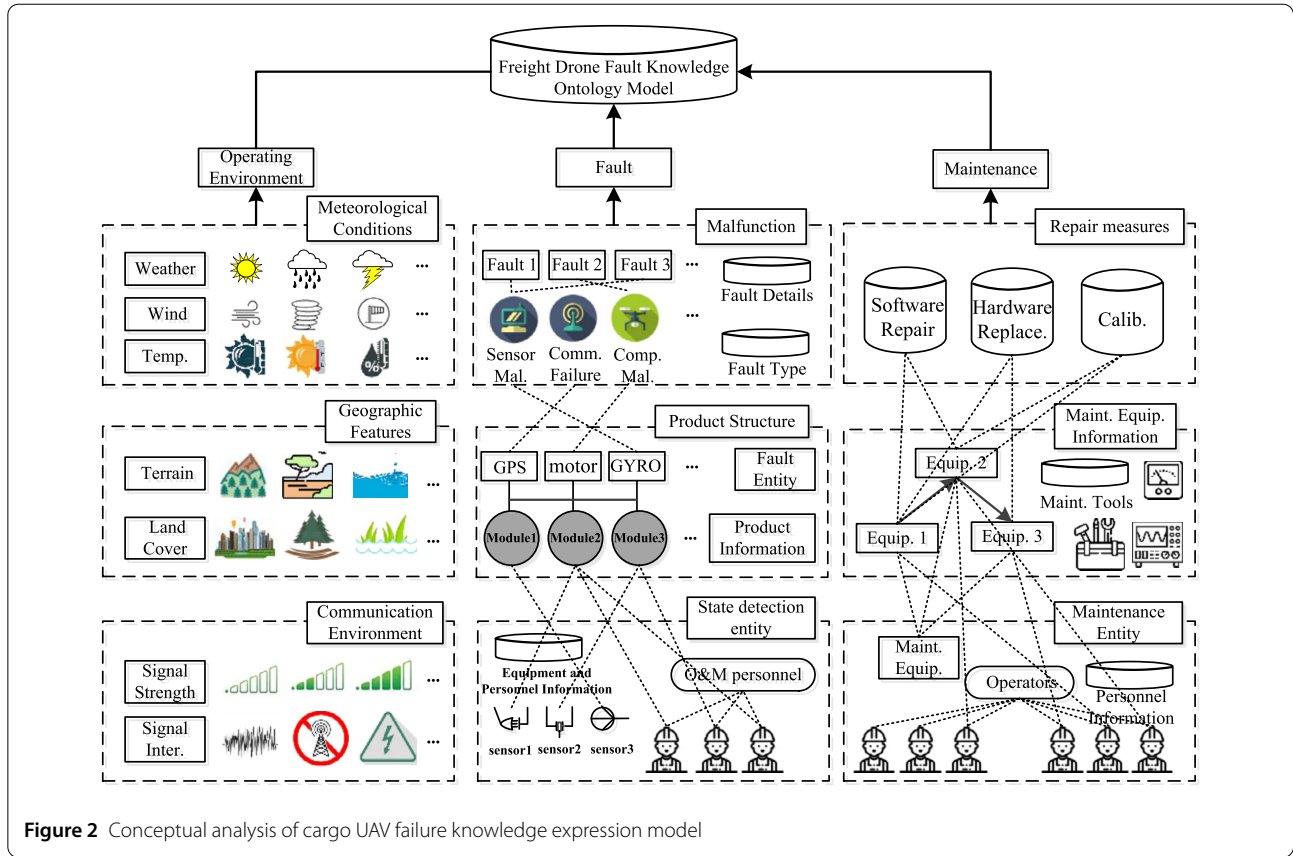 Freight Drone Fault Knowledge
Ontology Model
Operating
Environment
Fault
Maintenance
Meteorological
Conditions
Weather
...
Wind
...
Temp.
...
Geographic
Features
Terrain
...
Land
Cover
...
Communication
Environment
Signal
Strength
...
Signal
Inter.
...
Malfunction
Fault 1
Fault 2
Fault 3
...
Fault Details
Sensor
Mal.
Comm.
Failure
Comp.
Mal.
...
Fault Type
Product Structure
GPS
motor
GYRO
...
Fault
Entity
Module1
Module2
Module3
...
Product
Information
State detection
entity
Equipment and
Personnel Information
O&M personnel
sensor1
sensor2
sensor3
Repair measures
Software
Repair
Hardware
Replace.
Calib.
Maint. Equip.
Information
Equip. 2
Maint. Tools
Equip. 1
Equip. 3
Maintenance
Entity
Maint.
Equip.
Operators
Personnel
Information
%
Figure 2 Conceptual analysis of cargo UAV failure knowledge expression model